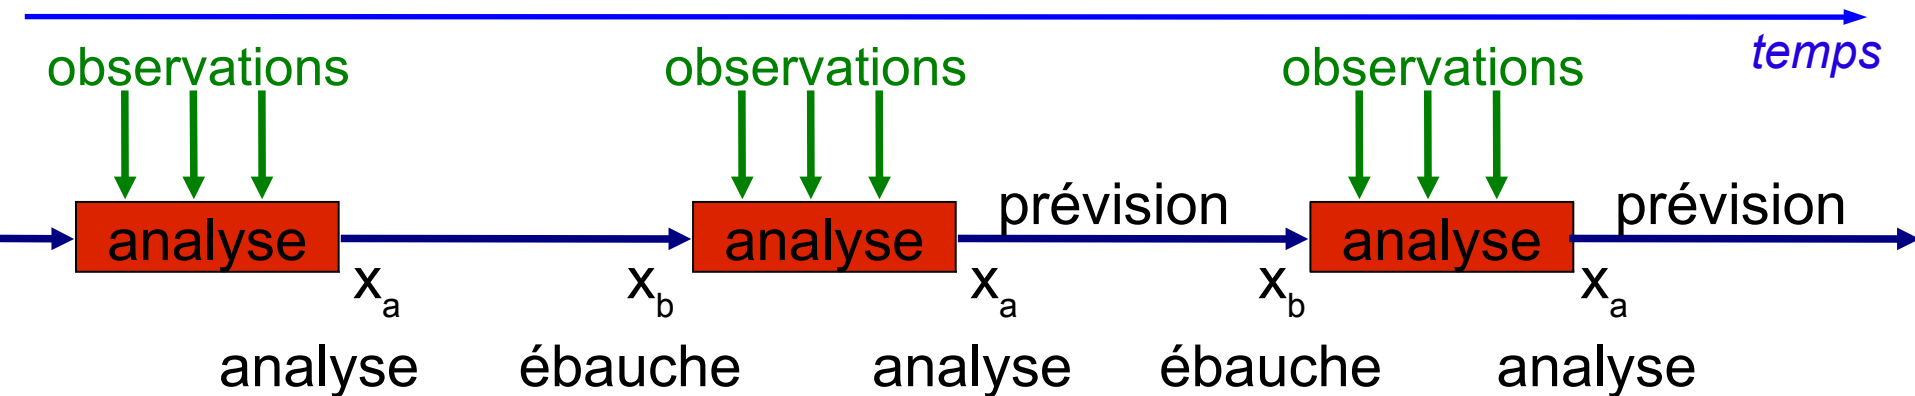 temps
observations observations observations
prévision prévision
analyse analyse analyse
xa xb xa xb xa
analyse ébauche analyse ébauche analyse